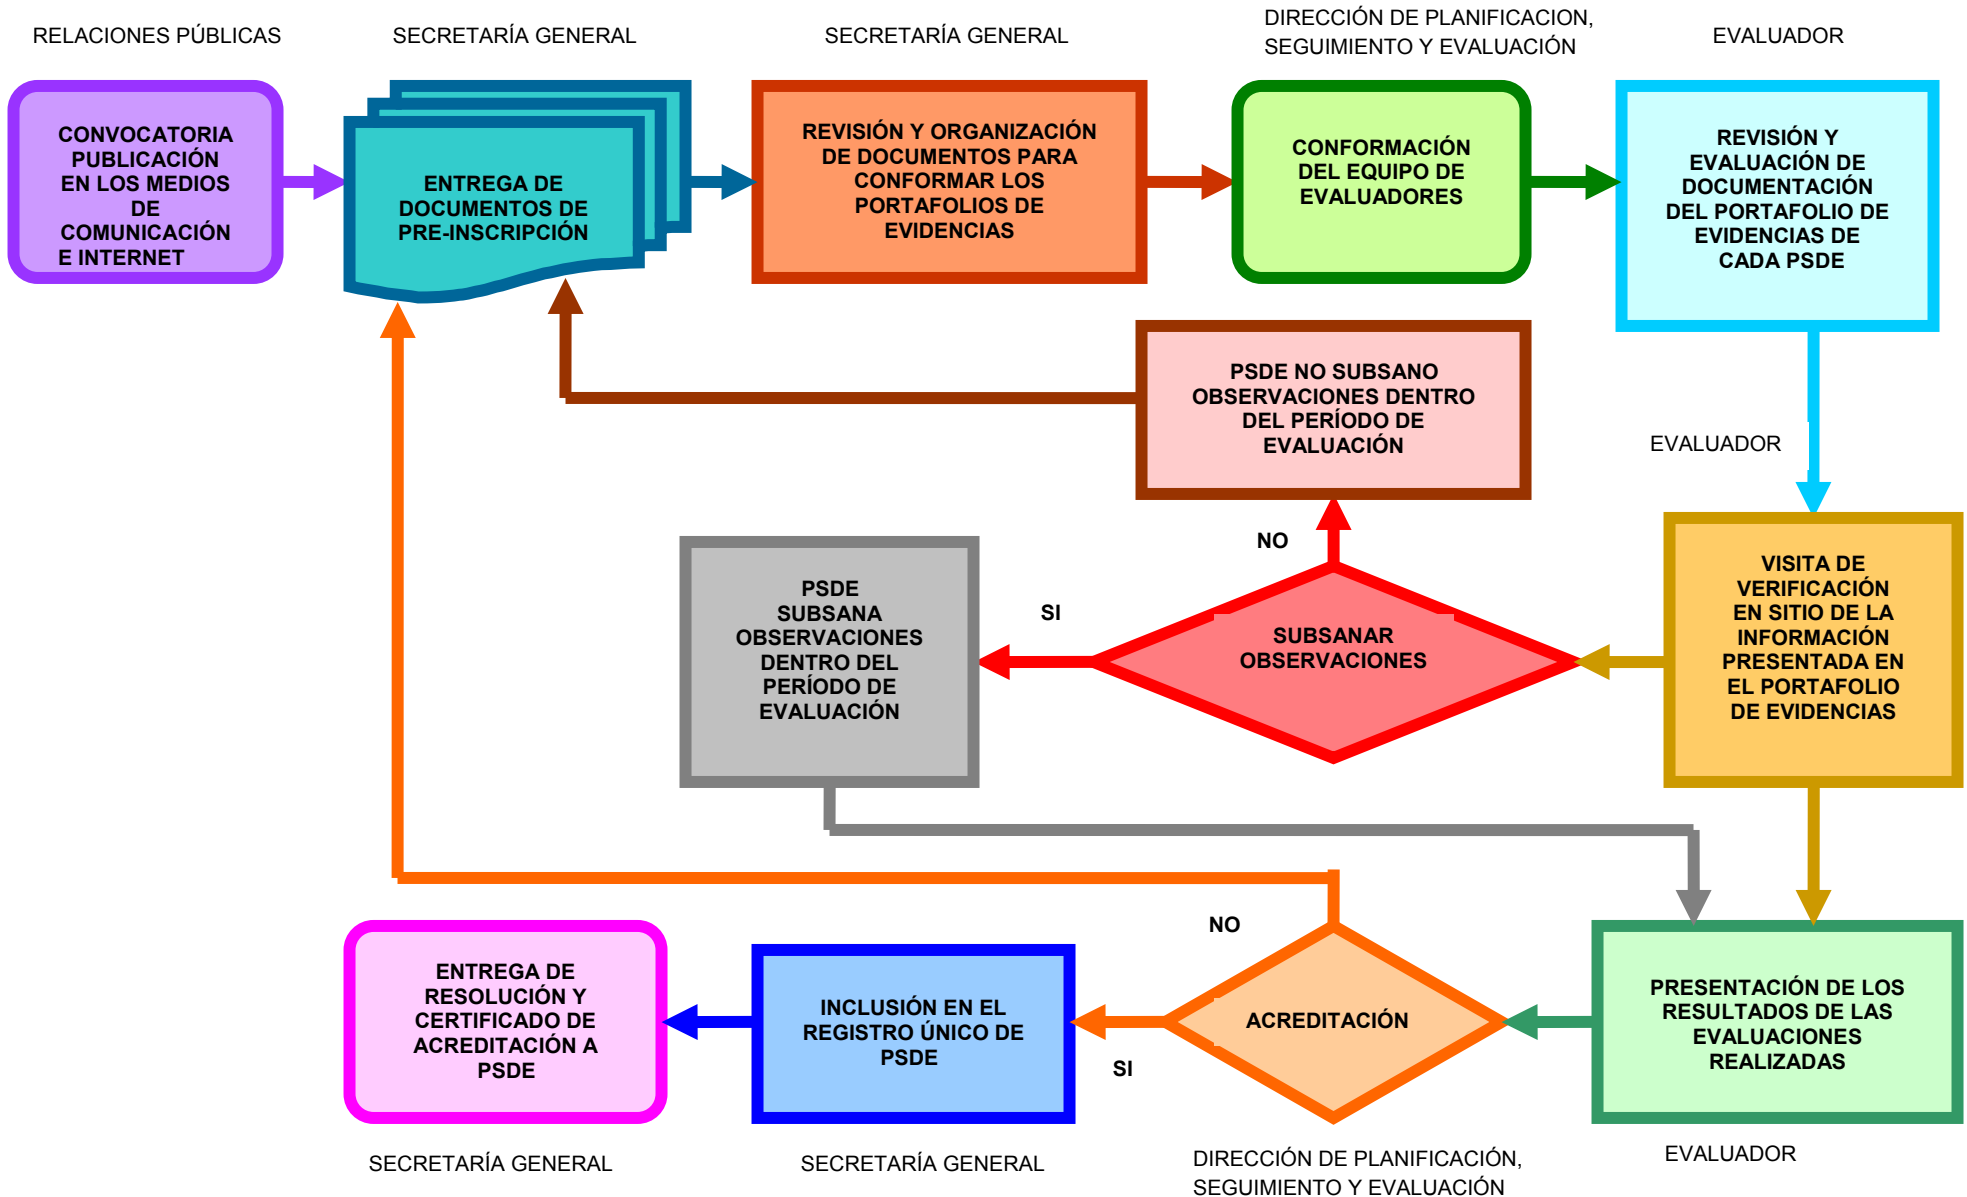 RELACIONES PÚBLICAS
SECRETARÍA GENERAL
SECRETARÍA GENERAL
DIRECCIÓN DE PLANIFICACION,
SEGUIMIENTO Y EVALUACIÓN
EVALUADOR
CONVOCATORIA
PUBLICACIÓN
EN LOS MEDIOS
DE
COMUNICACIÓN
E INTERNET
ENTREGA DE
DOCUMENTOS DE
PRE-INSCRIPCIÓN
REVISIÓN Y ORGANIZACIÓN
DE DOCUMENTOS PARA
CONFORMAR LOS
PORTAFOLIOS DE
EVIDENCIAS
CONFORMACIÓN
DEL EQUIPO DE
EVALUADORES
REVISIÓN Y
EVALUACIÓN DE
DOCUMENTACIÓN
DEL PORTAFOLIO DE
EVIDENCIAS DE
CADA PSDE
PSDE NO SUBSANO
OBSERVACIONES DENTRO
DEL PERÍODO DE
EVALUACIÓN
EVALUADOR
NO
SI
PSDE
SUBSANA
OBSERVACIONES
DENTRO DEL
PERÍODO DE
EVALUACIÓN
SUBSANAR
OBSERVACIONES
VISITA DE
VERIFICACIÓN
EN SITIO DE LA
INFORMACIÓN
PRESENTADA EN
EL PORTAFOLIO
DE EVIDENCIAS
NO
ENTREGA DE
RESOLUCIÓN Y
CERTIFICADO DE
ACREDITACIÓN A
PSDE
INCLUSIÓN EN EL
REGISTRO ÚNICO DE
PSDE
SI
ACREDITACIÓN
PRESENTACIÓN DE LOS
RESULTADOS DE LAS
EVALUACIONES
REALIZADAS
SECRETARÍA GENERAL
SECRETARÍA GENERAL
DIRECCIÓN DE PLANIFICACIÓN,
SEGUIMIENTO Y EVALUACIÓN
EVALUADOR